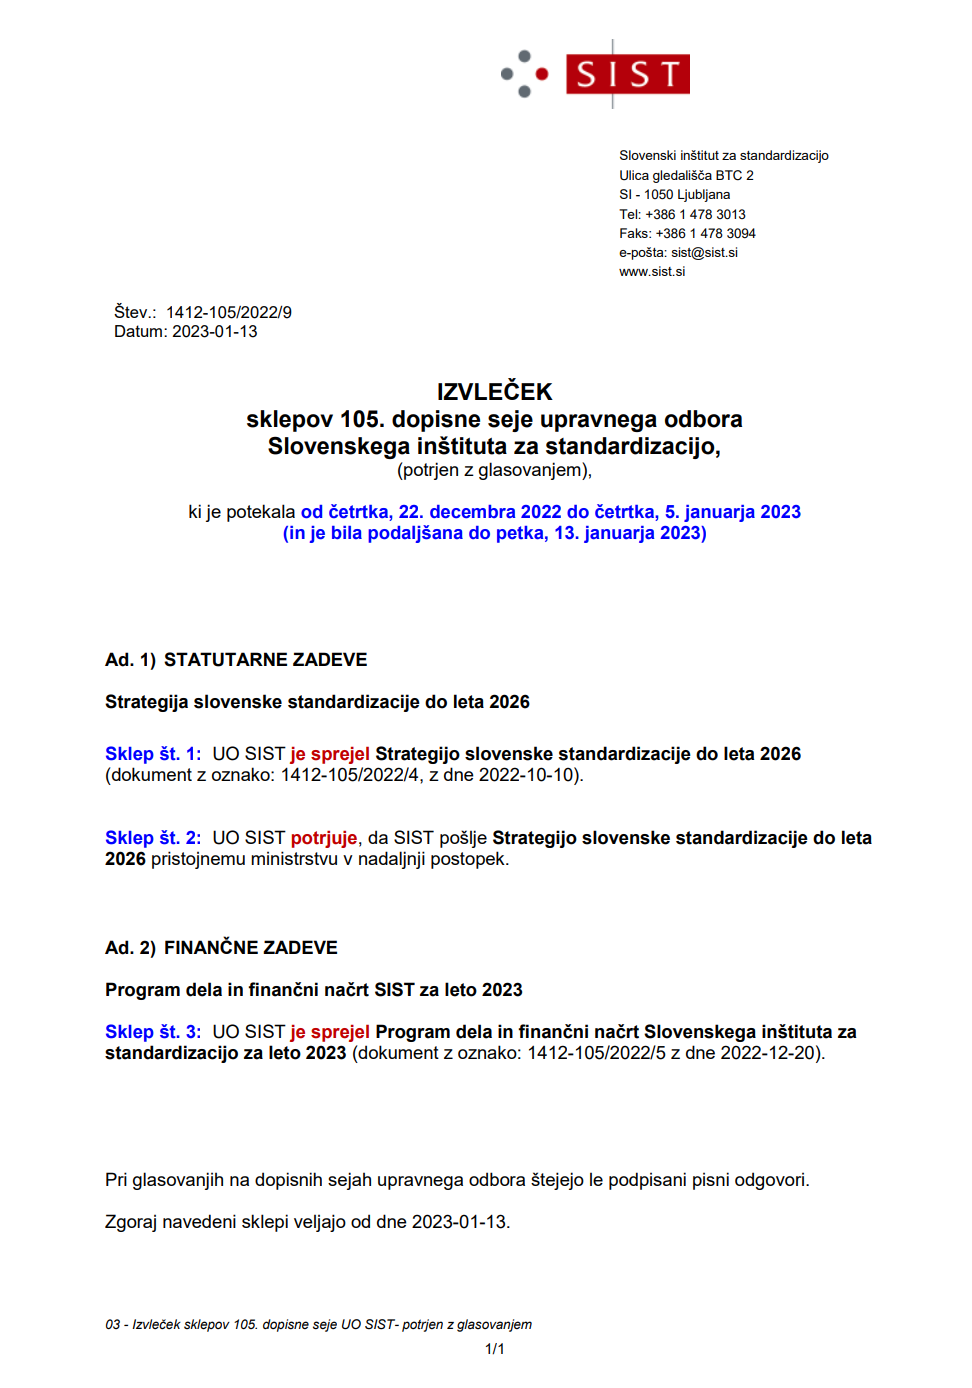 SIST
Slovenski inštitut za standardizacijo
Ulica gledališča BTC 2
SI - 1050 Ljubljana
Tel: +386 1 478 3013
Faks: +386 1 478 3094
e-pošta: sist@sist.si
www.sist.si
Štev.: 1412-105/2022/9
Datum: 2023-01-13
IZVLEČEK
sklepov 105. dopisne seje upravnega odbora
Slovenskega inštituta za standardizacijo,
(potrjen z glasovanjem),
ki je potekala od četrtka, 22. decembra 2022 do četrtka, 5. januarja 2023
(in je bila podaljšana do petka, 13. januarja 2023)
Ad. 1) STATUTARNE ZADEVE
Strategija slovenske standardizacije do leta 2026
Sklep št. 1: UO SIST je sprejel Strategijo slovenske standardizacije do leta 2026
(dokument z oznako: 1412-105/2022/4, z dne 2022-10-10).
Sklep št. 2: UO SIST potrjuje, da SIST pošlje Strategijo slovenske standardizacije do leta
2026 pristojnemu ministrstvu v nadaljnji postopek.
Ad. 2) FINANČNE ZADEVE
Program dela in finančni načrt SIST za leto 2023
Sklep št. 3: UO SIST je sprejel Program dela in finančni načrt Slovenskega inštituta za
standardizacijo za leto 2023 (dokument z oznako: 1412-105/2022/5 z dne 2022-12-20).
Pri glasovanjih na dopisnih sejah upravnega odbora štejejo le podpisani pisni odgovori.
Zgoraj navedeni sklepi veljajo od dne 2023-01-13.
03 - Izvleček sklepov 105. dopisne seje UO SIST- potrjen z glasovanjem
1/1